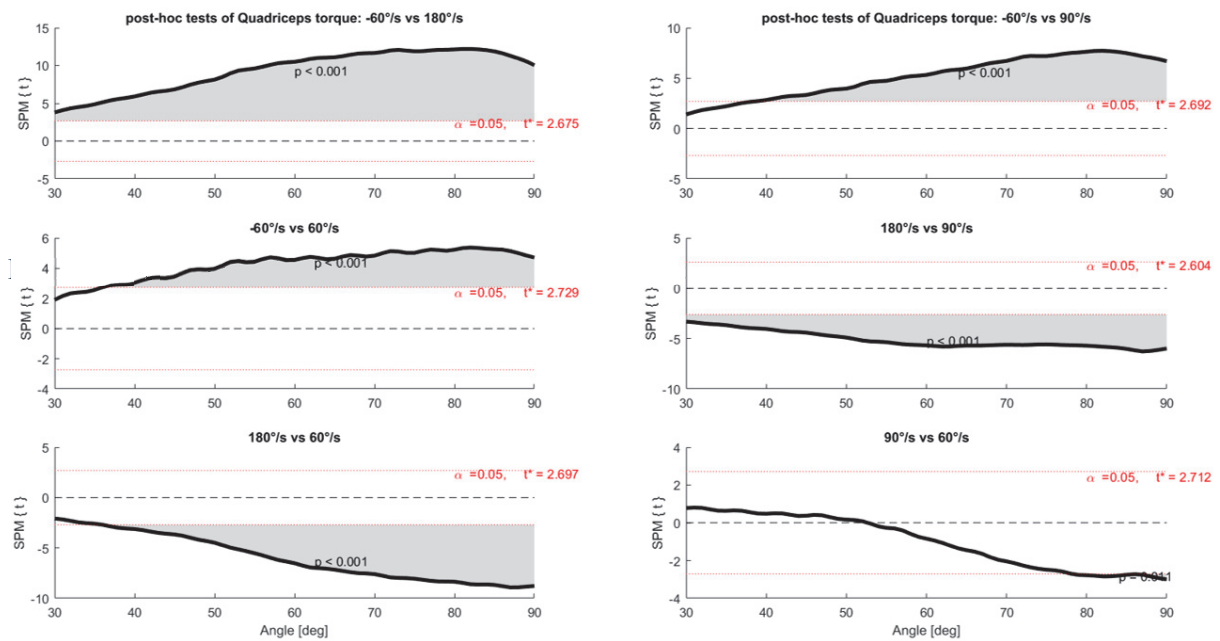 post-hoc tests of Quadriceps torque: -60°/s vs 180°/s
15
10
5
0
-5
SPM { t }
p < 0.001
α =0.05, t* = 2.675
30 40 50 60 70 80 90
post-hoc tests of Quadriceps torque: -60°/s vs 90°/s
10
5
0
-5
SPM { t }
p < 0.001
α =0.05, t* = 2.692
30 40 50 60 70 80 90
-60°/s vs 60°/s
6
4
2
0
-2
-4
SPM { t }
p < 0.001
α =0.05, t* = 2.729
30 40 50 60 70 80 90
180°/s vs 90°/s
5
0
-5
-10
SPM { t }
α =0.05, t* = 2.604
p < 0.001
30 40 50 60 70 80 90
180°/s vs 60°/s
5
0
-5
-10
SPM { t }
α =0.05, t* = 2.697
p < 0.001
30 40 50 60 70 80 90
Angle [deg]
90°/s vs 60°/s
4
2
0
-2
-4
SPM { t }
α =0.05, t* = 2.712
p = 0.011
30 40 50 60 70 80 90
Angle [deg]